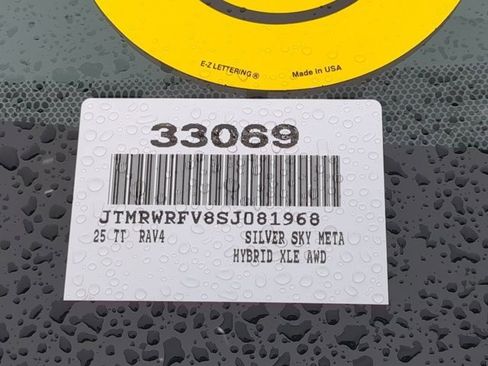 E-Z LETTERING® Made in USA
33069
JTMRWRFV8SJ081968
25 TT RAV4 SILVER SKY META
HYBRID XLE AWD